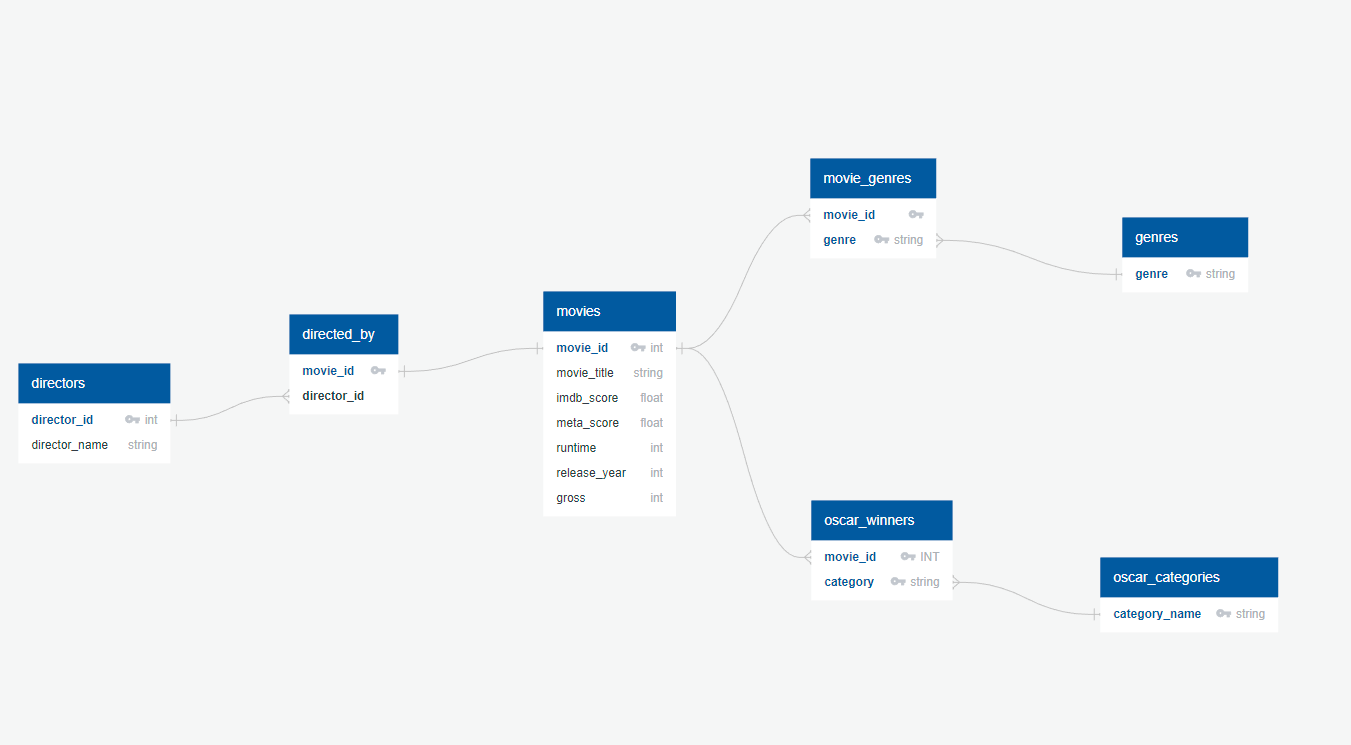 directors
director_id int
director_name string
directed_by
movie_id
director_id
movies
movie_id int
movie_title string
imdb_score float
meta_score float
runtime int
release_year int
gross int
movie_genres
movie_id
genre string
genres
genre string
oscar_winners
movie_id INT
category string
oscar_categories
category_name string